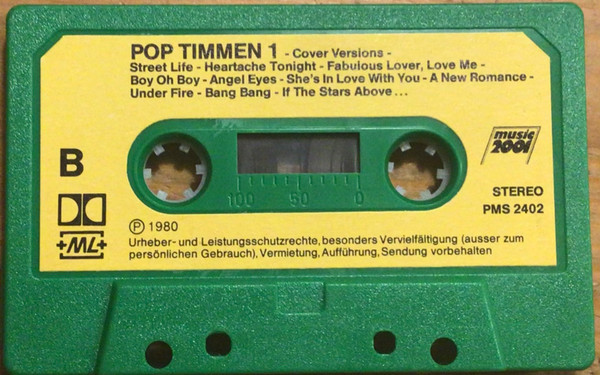 POP TIMMEN 1 - Cover Versions -
Street Life - Heartache Tonight - Fabulous Lover, Love Me -
Boy Oh Boy - Angel Eyes - She's In Love With You - A New Romance -
Under Fire - Bang Bang - If The Stars Above ...
B
music
2001
100 50 0
STEREO
PMS 2402
+ML+
Ⓟ 1980
Urheber- und Leistungsschutzrechte, besonders Vervielfältigung (ausser zum
persönlichen Gebrauch), Vermietung, Aufführung, Sendung vorbehalten